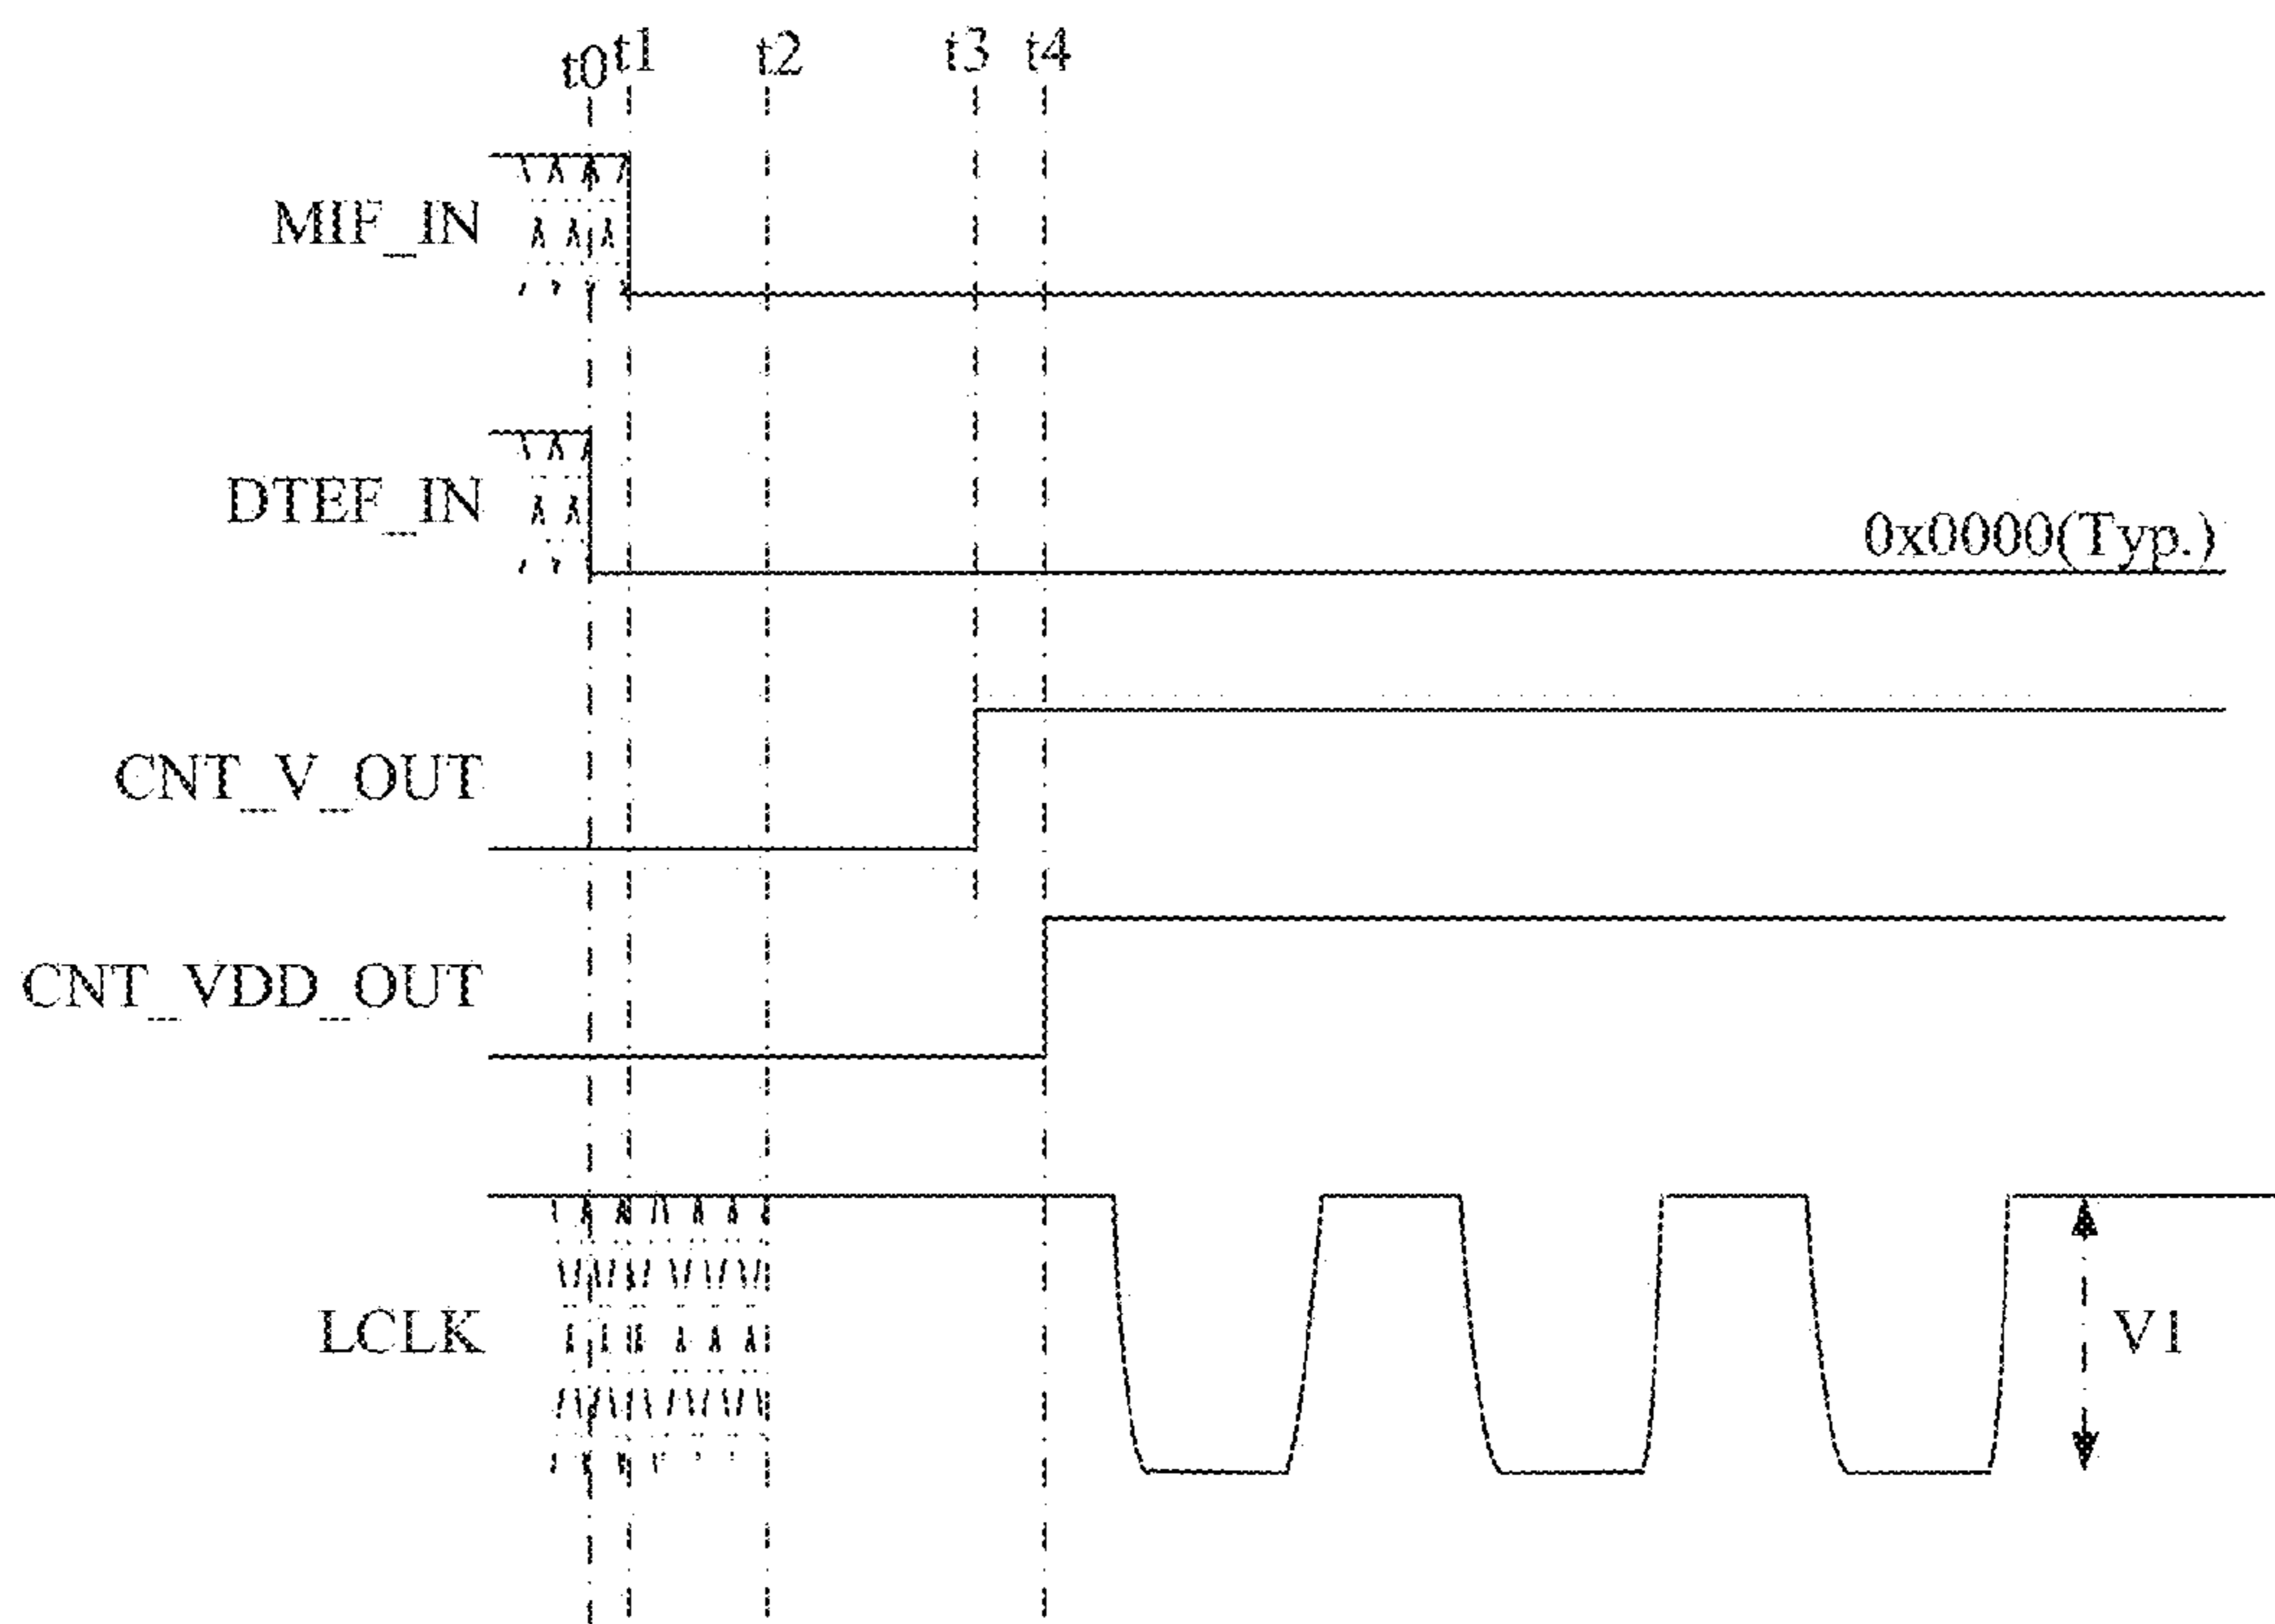 t0 t1 t2 t3 t4
MIF_IN
DTEF_IN
0x0000(Typ.)
CNT_V_OUT
CNT_VDD_OUT
LCLK
V1